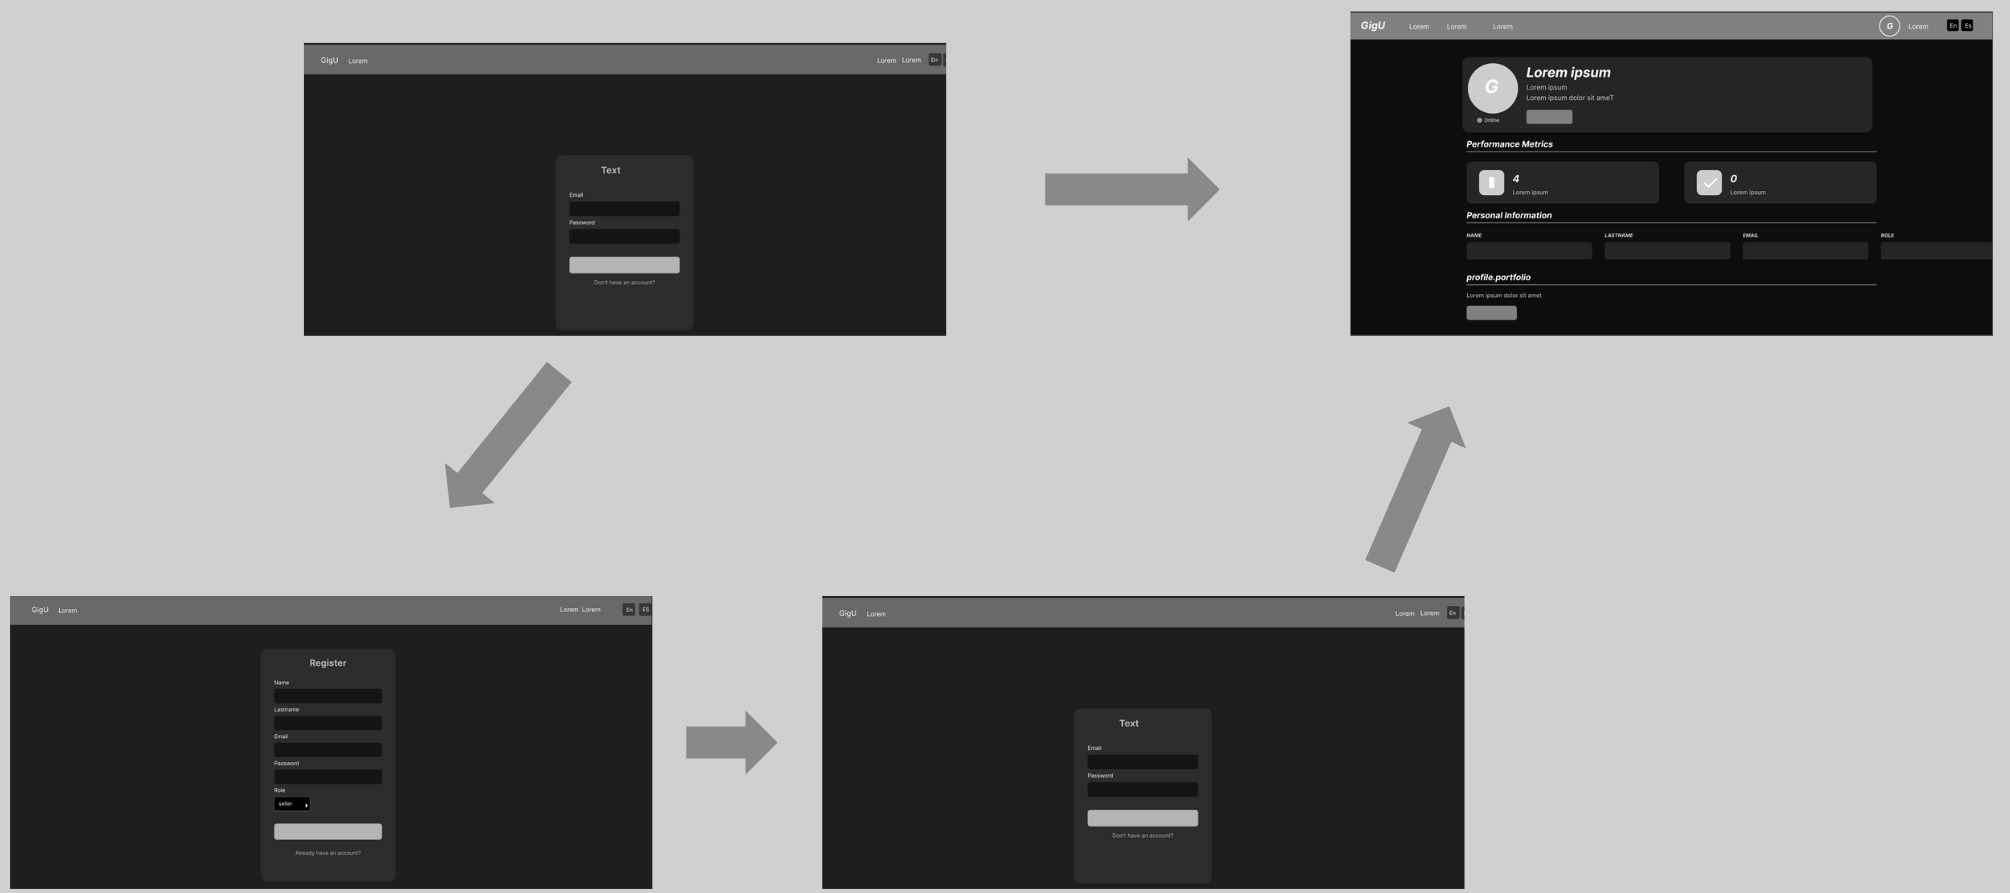 GigU Lorem Lorem Lorem En
Text
Email
Password
Don't have an account?
GigU Lorem Lorem Lorem G Lorem En Es
G
Lorem ipsum
Lorem Ipsum
Lorem ipsum dolor sit ameT
Online
Performance Metrics
4
Lorem Ipsum
0
Lorem Ipsum
Personal Information
NAME LASTNAME EMAIL ROLE
profile.portfolio
Lorem ipsum dolor sit amet
GigU Lorem Lorem Lorem En ES
Register
Name
Lastname
Email
Password
Role
seller
Already have an account?
GigU Lorem Lorem Lorem En
Text
Email
Password
Don't have an account?